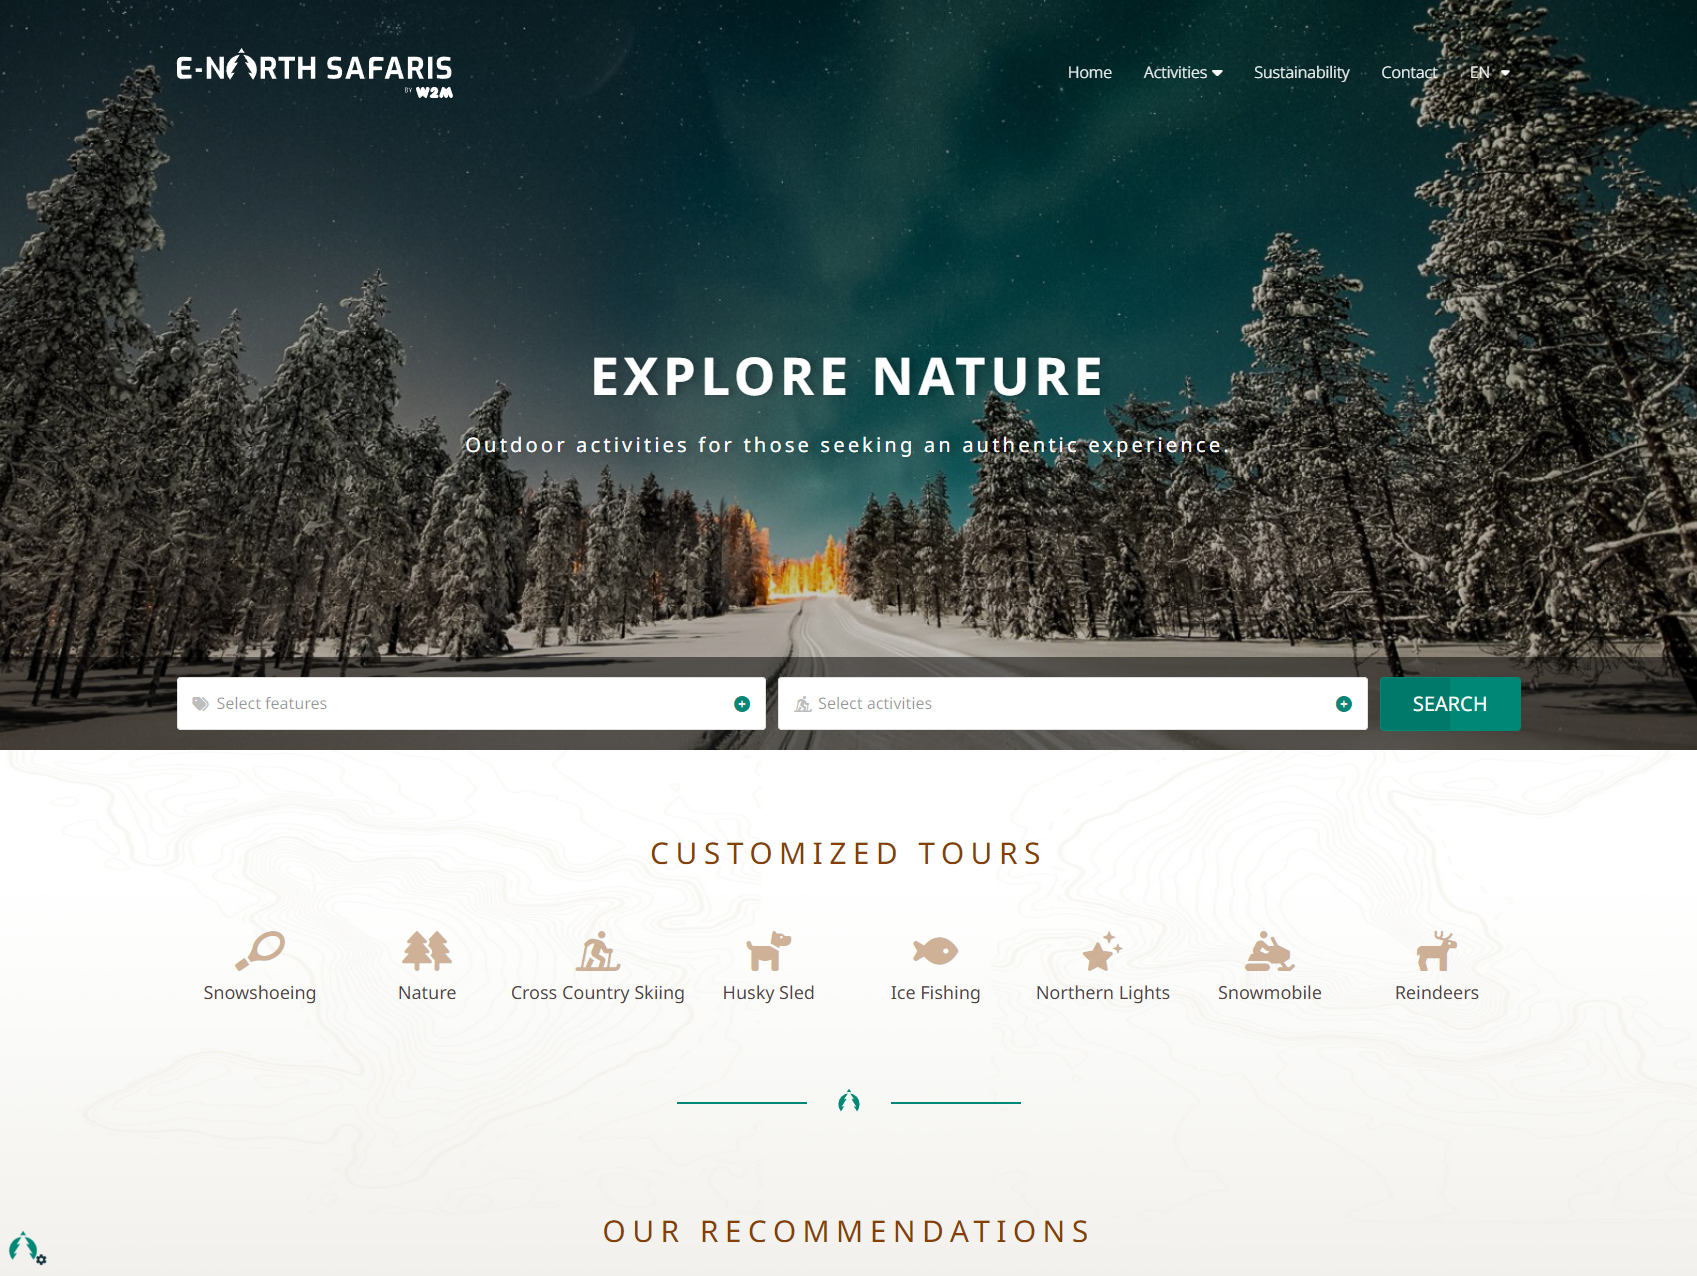 E-NORTH SAFARIS
BY W2M
Home Activities Sustainability Contact EN
EXPLORE NATURE
Outdoor activities for those seeking an authentic experience.
Select features
Select activities
SEARCH
CUSTOMIZED TOURS
Snowshoeing
Nature
Cross Country Skiing
Husky Sled
Ice Fishing
Northern Lights
Snowmobile
Reindeers
OUR RECOMMENDATIONS